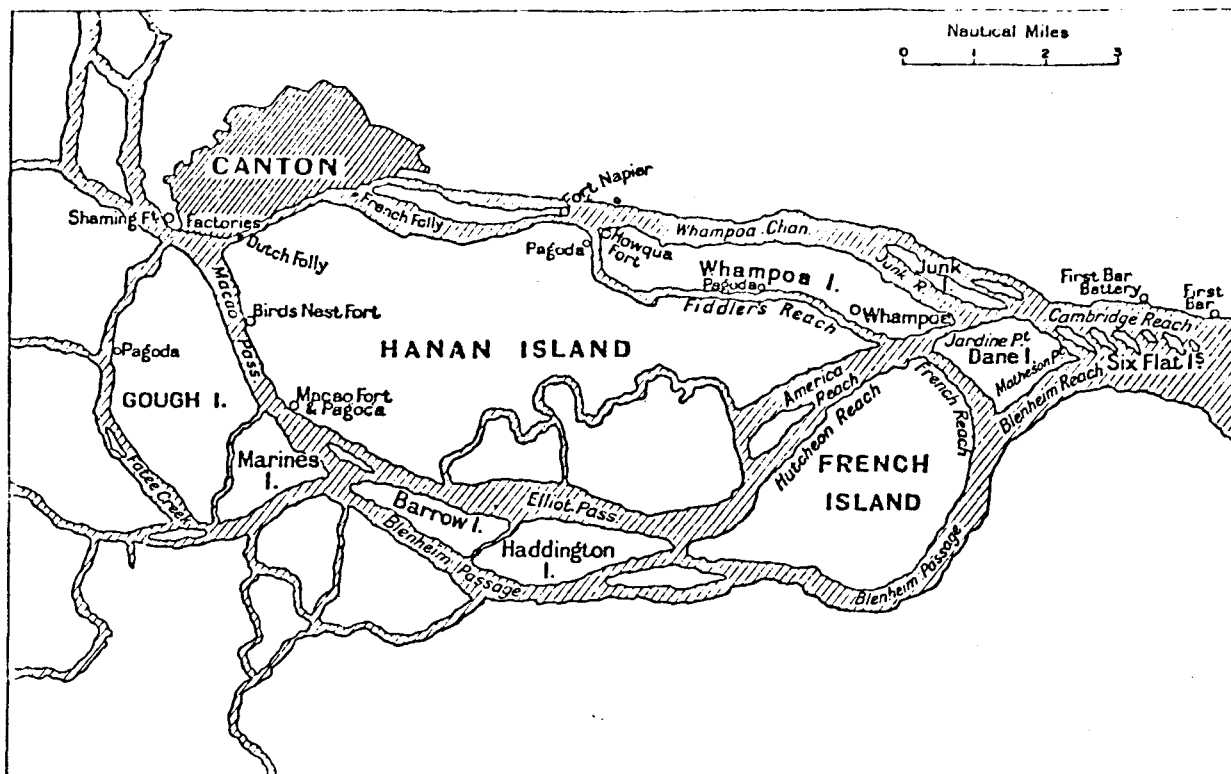 Nautical Miles
0 1 2 3
CANTON
Fort Napier
Shaming Ft.
Factories
French Folly
Dutch Folly
Whampoa Chan.
Pagoda
Howqua
Fort
Junk R.
Junk
I.
Whampoa I.
Pagoda
Fiddler's Reach
Whampoa
First Bar
Battery
First
Bar
Cambridge Reach
Macao Pass
Birds Nest Fort
HANAN ISLAND
Pagoda
GOUGH I.
Macao Fort
& Pagoda
Jardine Pt
Dane I.
Matheson Pt
Six Flat Is
Blenheim Reach
French Reach
America
Reach
Hutcheon Reach
FRENCH
ISLAND
Marines
I.
Fatee Creek
Barrow I.
Elliot Pass
Haddington
I.
Blenheim Passage
Blenheim Passage